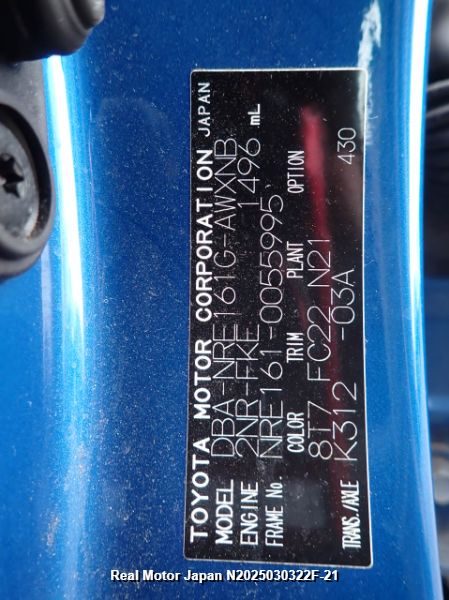 TOYOTA MOTOR CORPORATION JAPAN
MODEL DBA-NRE161G-AWXNB
ENGINE 2NR-FKE 1496 mL
FRAME No. NRE161-0055995
COLOR TRIM PLANT OPTION
8T7 FC22 N21 430
TRANS./AXLE K312 -03A
Real Motor Japan N2025030322F-21